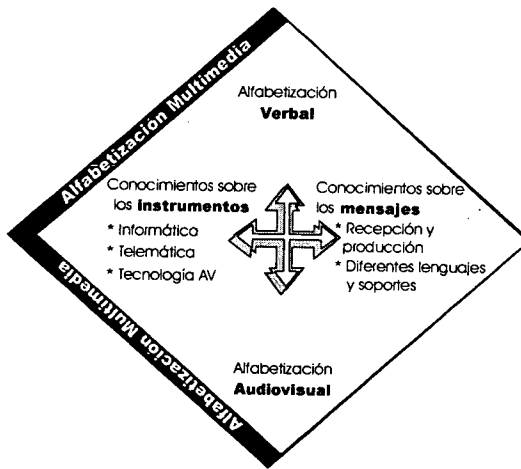 Alfabetización Multimedia
Alfabetización
Verbal
Conocimientos sobre
los instrumentos
* Informática
* Telemática
* Tecnología AV
Conocimientos sobre
los mensajes
* Recepción y
producción
* Diferentes lenguajes
y soportes
Alfabetización Multimedia
Alfabetización
Audiovisual